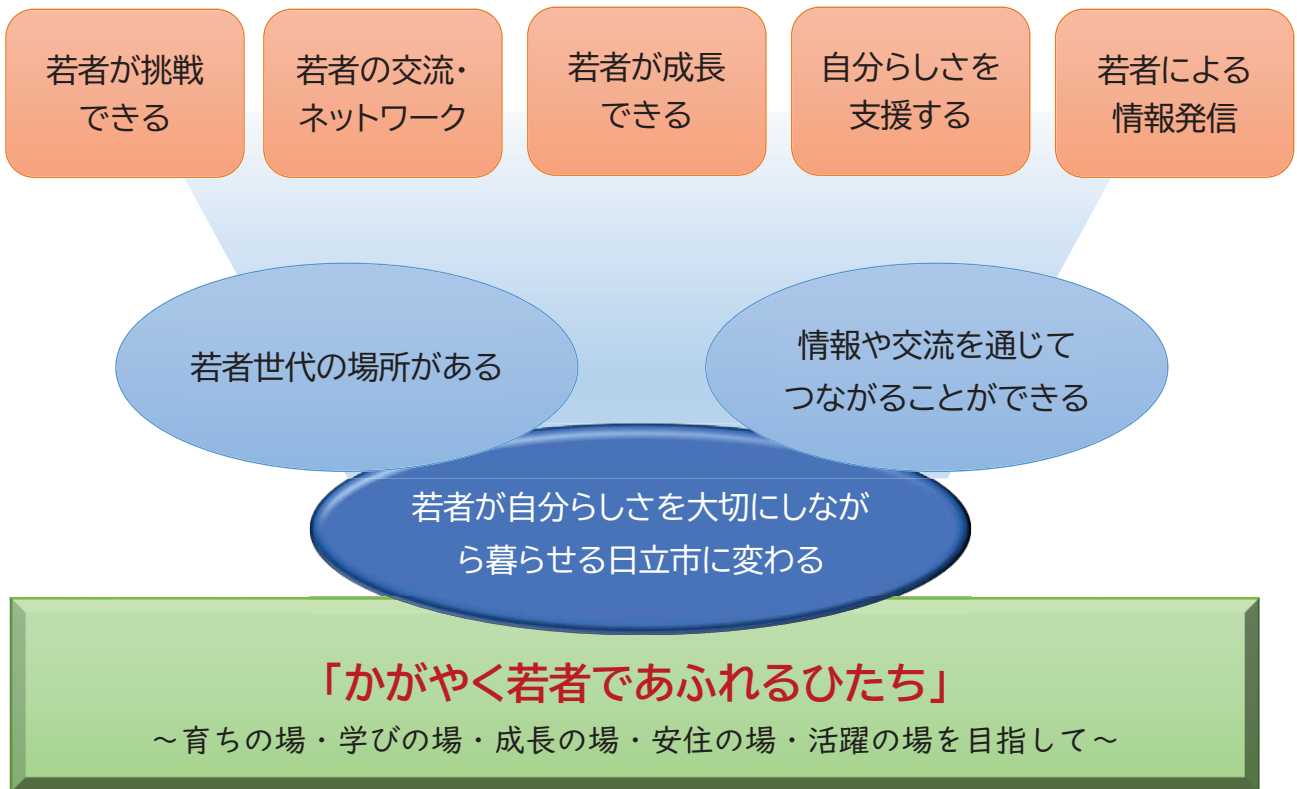 若者が挑戦
できる
若者の交流・
ネットワーク
若者が成長
できる
自分らしさを
支援する
若者による
情報発信
若者世代の場所がある
情報や交流を通じて
つながることができる
若者が自分らしさを大切にしなが
ら暮らせる日立市に変わる
「かがやく若者であふれるひたち」
～育ちの場・学びの場・成長の場・安住の場・活躍の場を目指して～